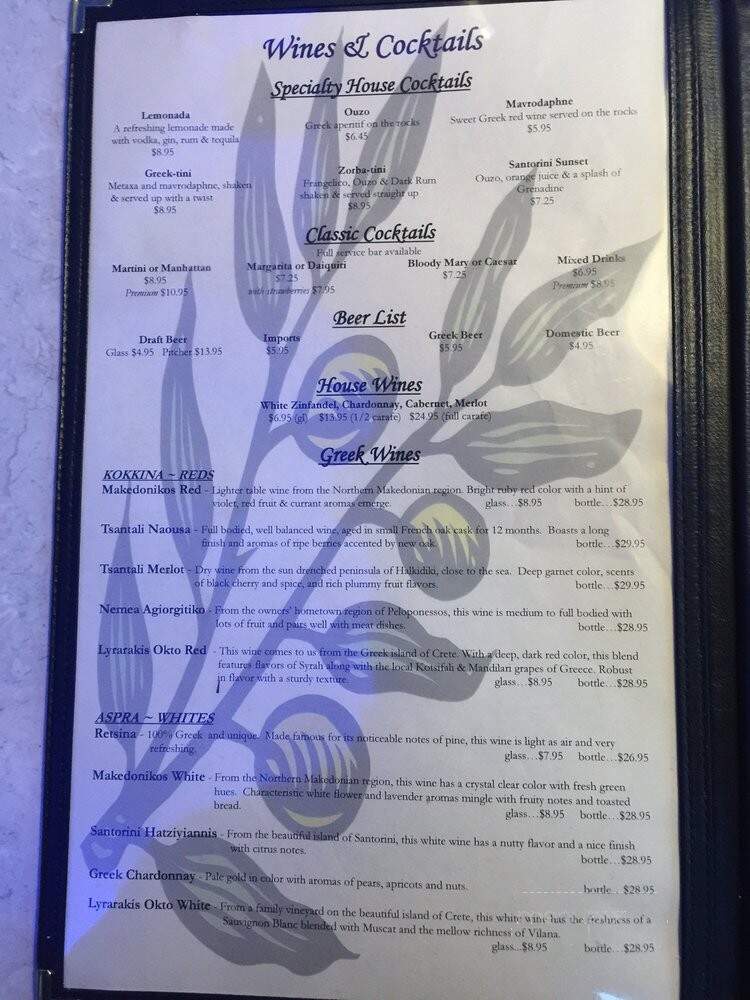 Wines & Cocktails
Specialty House Cocktails
Lemonada
A refreshing lemonade made
with vodka, gin, rum & tequila
$8.95
Ouzo
Greek aperitif on the rocks
$6.45
Mavrodaphne
Sweet Greek red wine served on the rocks
$5.95
Greek-tini
Metaxa and mavrodaphne, shaken
& served up with a twist
$8.95
Zorba-tini
Frangelico, Ouzo & Dark Rum
shaken & served straight up
$8.95
Santorini Sunset
Ouzo, orange juice & a splash of
Grenadine
$7.25
Classic Cocktails
Full service bar available
Martini or Manhattan
$8.95
Premium $10.95
Margarita or Daiquiri
$7.25
with strawberries $7.95
Bloody Mary or Caesar
$7.25
Mixed Drinks
$6.95
Premium $8.95
Beer List
Draft Beer
Glass $4.95 Pitcher $13.95
Imports
$5.95
Greek Beer
$5.95
Domestic Beer
$4.95
House Wines
White Zinfandel, Chardonnay, Cabernet, Merlot
$6.95 (gl) $13.95 (1/2 carafe) $24.95 (full carafe)
Greek Wines
KOKKINA ~ REDS
Makedonikos Red - Lighter table wine from the Northern Makedonian region. Bright ruby red color with a hint of
violet, red fruit & currant aromas emerge. glass…$8.95 bottle…$28.95
Tsantali Naousa - Full bodied, well balanced wine, aged in small French oak cask for 12 months. Boasts a long
finish and aromas of ripe berries accented by new oak. bottle…$29.95
Tsantali Merlot - Dry wine from the sun drenched peninsula of Halkidiki, close to the sea. Deep garnet color, scents
of black cherry and spice, and rich plummy fruit flavors. bottle…$29.95
Nemea Agiorgitiko - From the owners' hometown region of Peloponessos, this wine is medium to full bodied with
lots of fruit and pairs well with meat dishes. bottle…$28.95
Lyrarakis Okto Red - This wine comes to us from the Greek island of Crete. With a deep, dark red color, this blend
features flavors of Syrah along with the local Kotsifali & Mandilari grapes of Greece. Robust
in flavor with a sturdy texture. glass…$8.95 bottle…$28.95
ASPRA ~ WHITES
Retsina - 100% Greek and unique. Made famous for its noticeable notes of pine, this wine is light as air and very
refreshing. glass…$7.95 bottle…$26.95
Makedonikos White - From the Northern Makedonian region, this wine has a crystal clear color with fresh green
hues. Characteristic white flower and lavender aromas mingle with fruity notes and toasted
bread.
glass…$8.95 bottle…$28.95
Santorini Hatziyiannis - From the beautiful island of Santorini, this white wine has a nutty flavor and a nice finish
with citrus notes. bottle…$28.95
Greek Chardonnay - Pale gold in color with aromas of pears, apricots and nuts. bottle… $28.95
Lyrarakis Okto White - From a family vineyard on the beautiful island of Crete, this white wine has the freshness of a
Sauvignon Blanc blended with Muscat and the mellow richness of Vilana.
glass...$8.95 bottle…$28.95